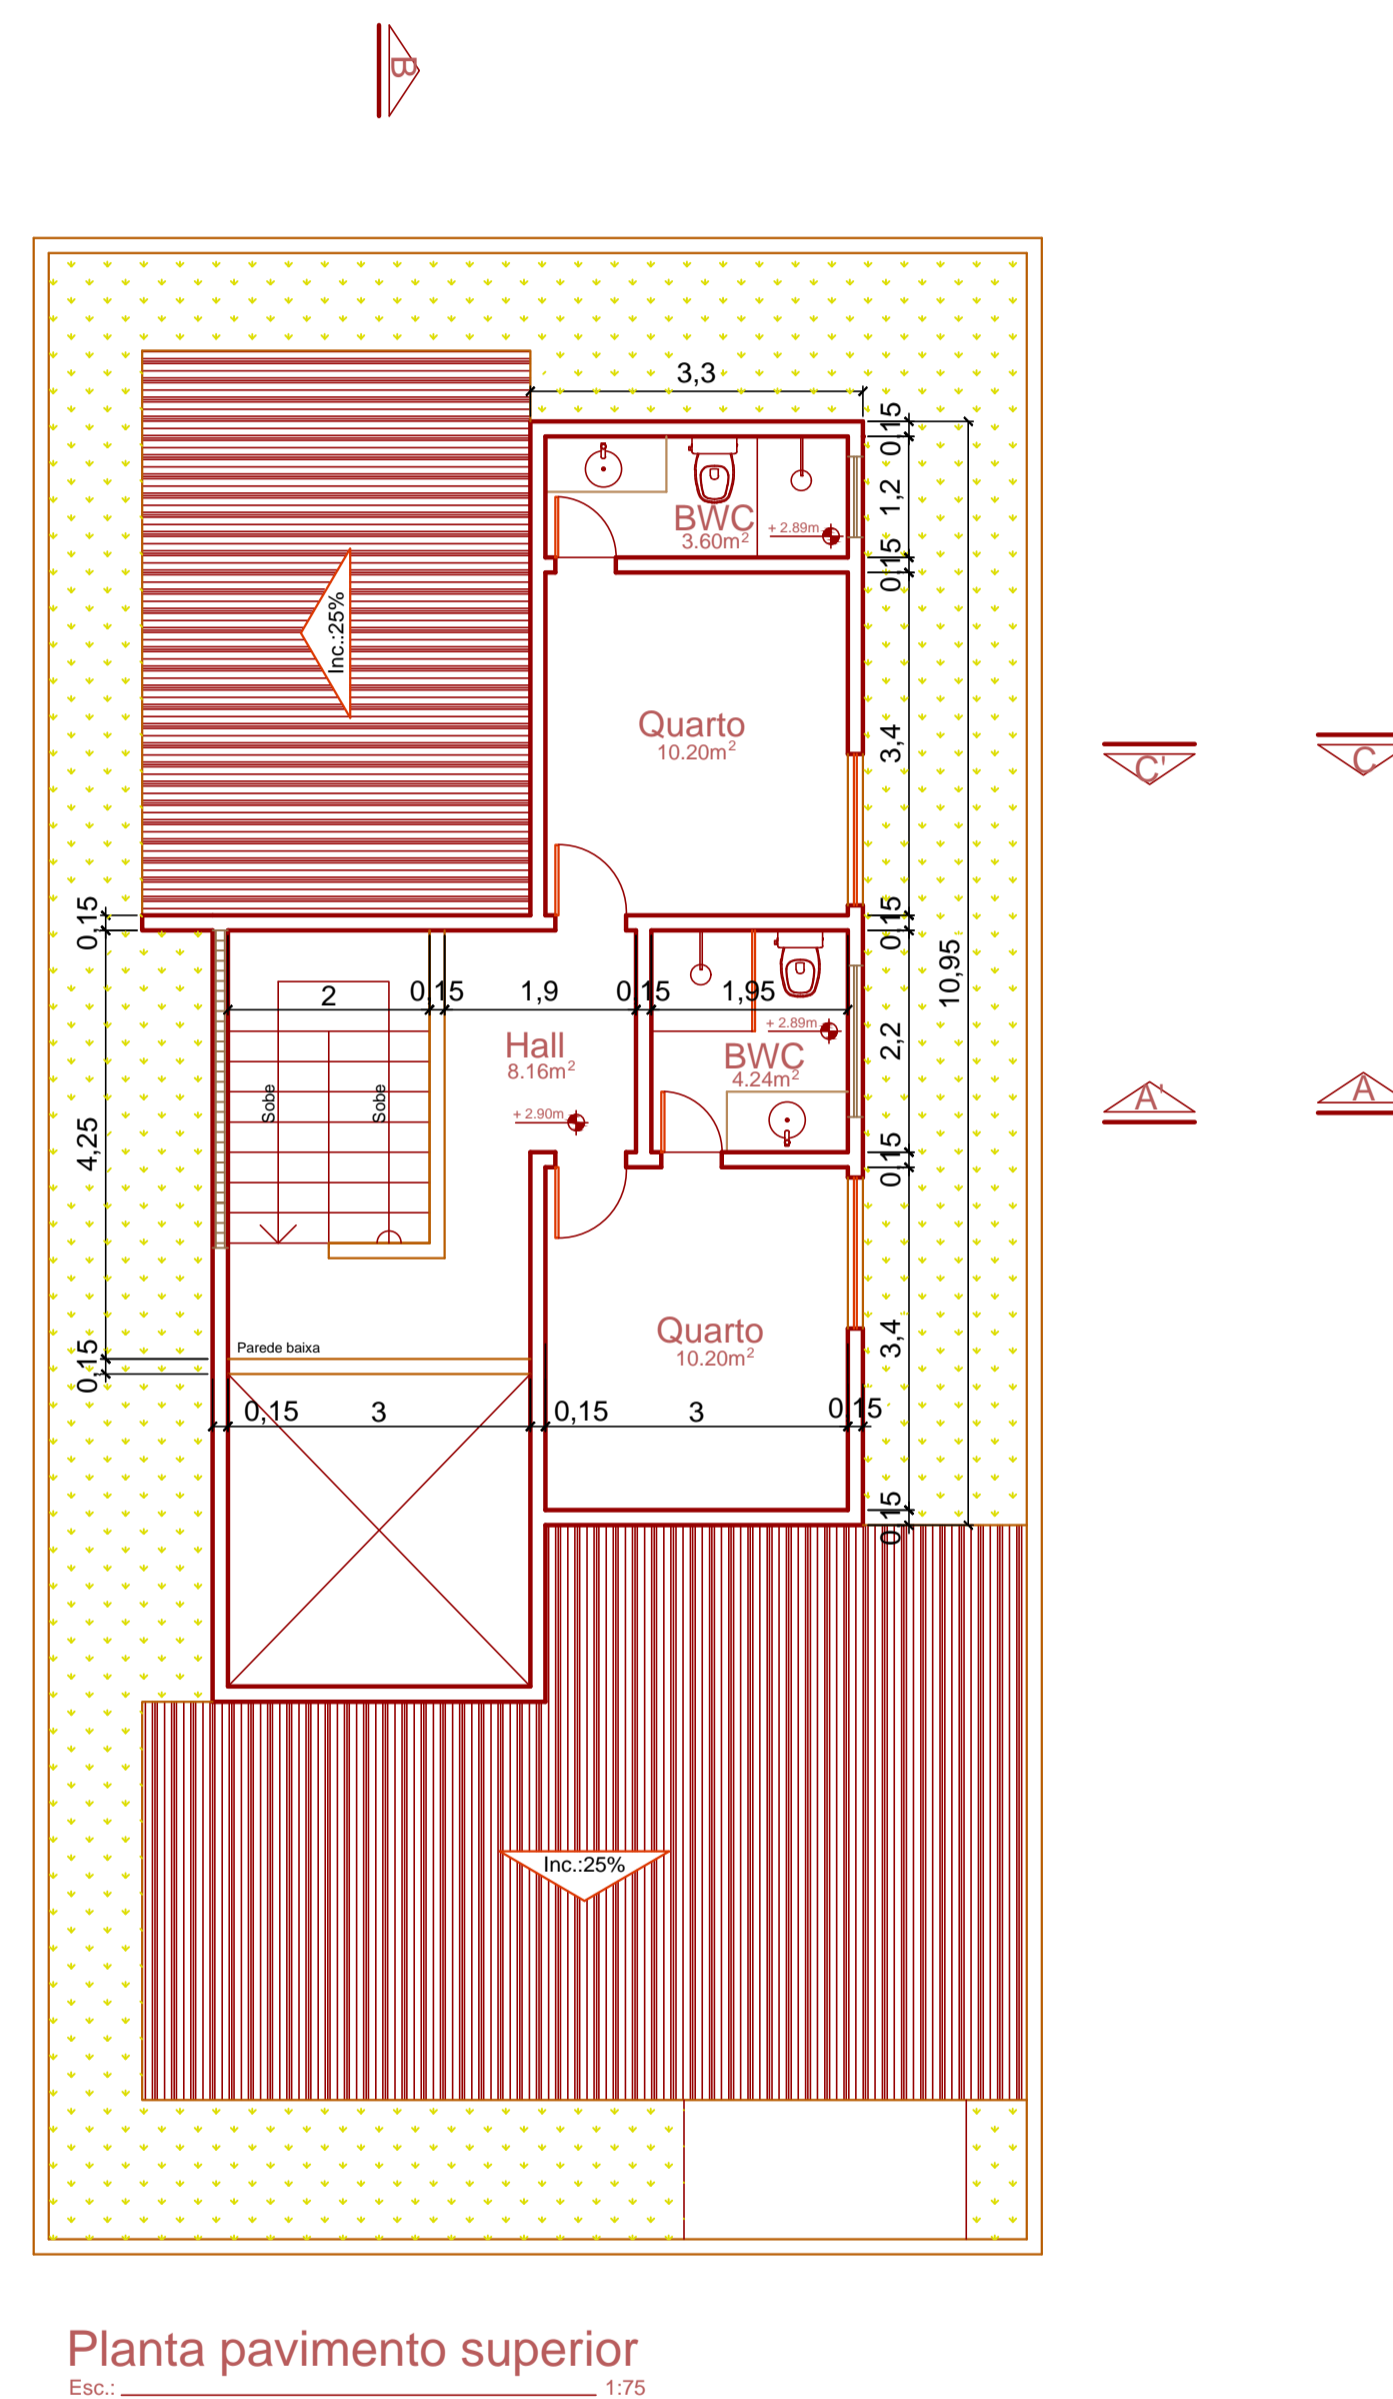 B
3,3
0,15
BWC
3.60m²
+ 2.89m
1,2
0,15
Inc.:25%
Quarto
10.20m²
3,4
C'
C
0,15
0,15
10,95
2
0,15
1,9
0,15
1,95
+ 2.89m
Hall
8.16m²
BWC
4.24m²
2,2
Sobe
Sobe
+ 2.90m
A'
A
4,25
0,15
Quarto
10.20m²
3,4
Parede baixa
0,15
0,15
3
0,15
3
0,15
0,15
Inc.:25%
Planta pavimento superior
Esc.: 1:75